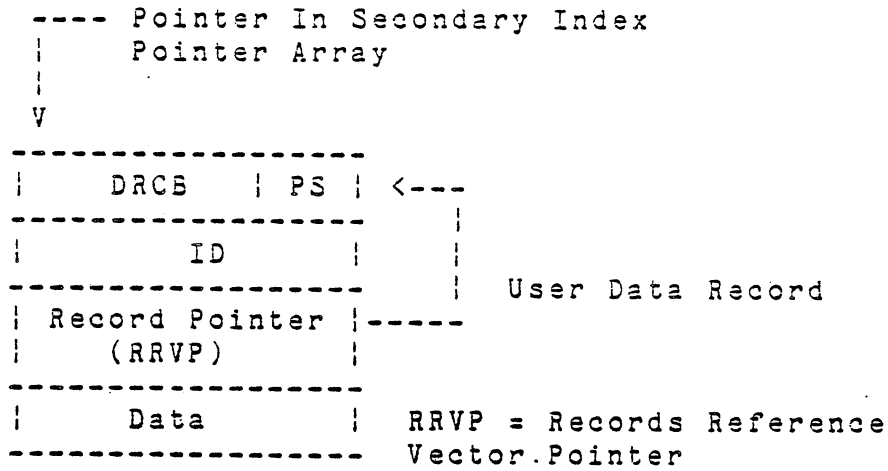 Pointer In Secondary Index
Pointer Array
DRCB | PS
ID
User Data Record
Record Pointer
(RRVP)
Data
RRVP = Records Reference
Vector.Pointer